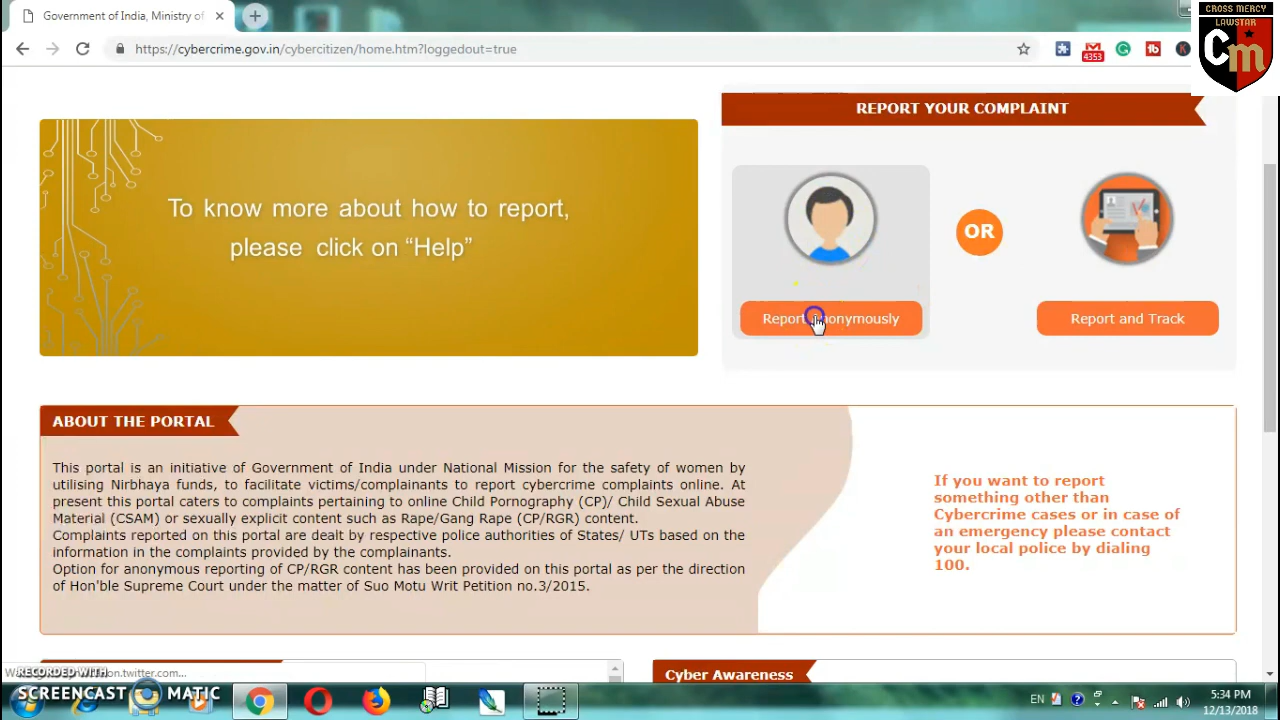 Government of India, Ministry of
CROSS MERCY
LAWSTAR
Cm
https://cybercrime.gov.in/cybercitizen/home.htm?loggedout=true
4353
REPORT YOUR COMPLAINT
To know more about how to report,
please click on “Help”
OR
Report Anonymously
Report and Track
ABOUT THE PORTAL
This portal is an initiative of Government of India under National Mission for the safety of women by
utilising Nirbhaya funds, to facilitate victims/complainants to report cybercrime complaints online. At
present this portal caters to complaints pertaining to online Child Pornography (CP)/ Child Sexual Abuse
Material (CSAM) or sexually explicit content such as Rape/Gang Rape (CP/RGR) content.
Complaints reported on this portal are dealt by respective police authorities of States/ UTs based on the
information in the complaints provided by the complainants.
Option for anonymous reporting of CP/RGR content has been provided on this portal as per the direction
of Hon'ble Supreme Court under the matter of Suo Motu Writ Petition no.3/2015.
If you want to report
something other than
Cybercrime cases or in case of
an emergency please contact
your local police by dialing
100.
Cyber Awareness
RECORDED WITH
SCREENCAST MATIC
EN
5:34 PM
12/13/2018